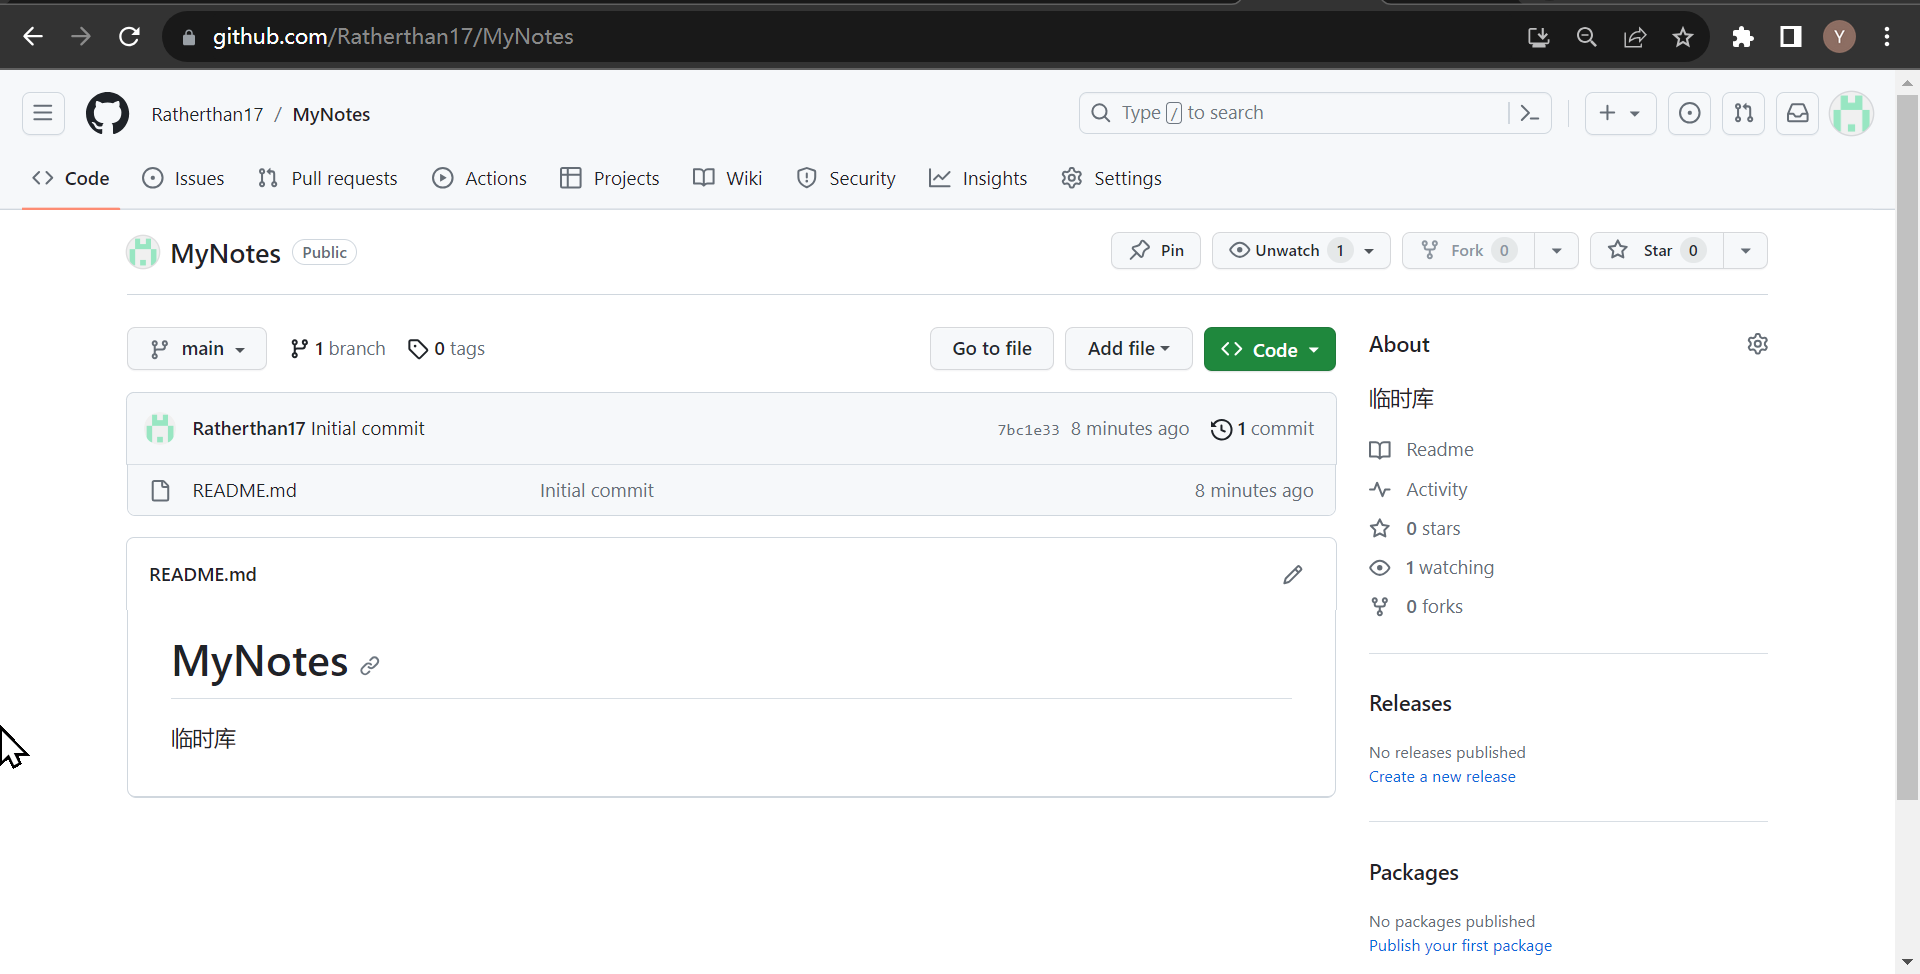 github.com/Ratherthan17/MyNotes
Y
Ratherthan17 / MyNotes
Type / to search
Code Issues Pull requests Actions Projects Wiki Security Insights Settings
MyNotes Public
Pin Unwatch 1 Fork 0 Star 0
main 1 branch 0 tags Go to file Add file Code
Ratherthan17 Initial commit 7bc1e33 8 minutes ago 1 commit
README.md Initial commit 8 minutes ago
README.md
MyNotes
临时库
About
临时库
Readme
Activity
0 stars
1 watching
0 forks
Releases
No releases published
Create a new release
Packages
No packages published
Publish your first package